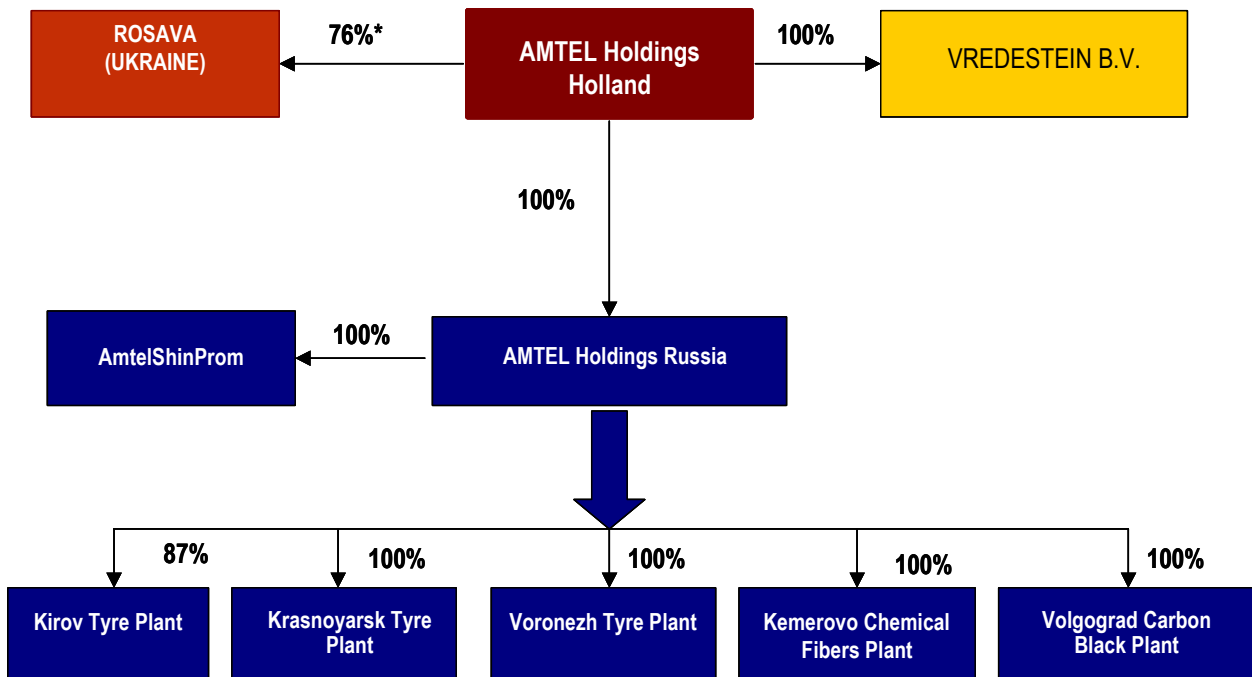 ROSAVA
(UKRAINE)
76%*
AMTEL Holdings
Holland
100%
VREDESTEIN B.V.
100%
AmtelShinProm
100%
AMTEL Holdings Russia
87%
100%
100%
100%
100%
Kirov Tyre Plant
Krasnoyarsk Tyre
Plant
Voronezh Tyre Plant
Kemerovo Chemical
Fibers Plant
Volgograd Carbon
Black Plant